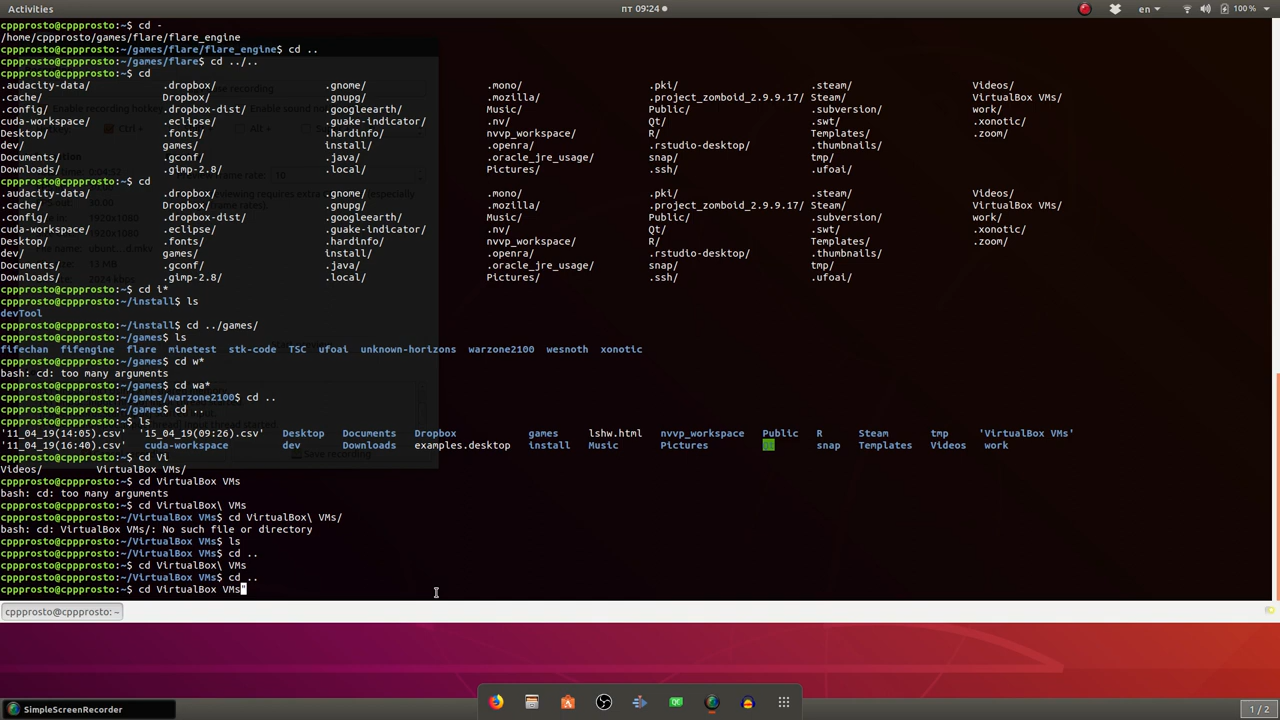 Activities пт 09:24 en 100 %
cppprosto@cppprosto:~$ cd -
/home/cppprosto/games/flare/flare_engine
cppprosto@cppprosto:~/games/flare/flare_engine$ cd ..
cppprosto@cppprosto:~/games/flare$ cd ../..
cppprosto@cppprosto:~$ cd
.audacity-data/ .dropbox/ .gnome/ .mono/ .pki/ .steam/ Videos/
.cache/ Dropbox/ .gnupg/ .mozilla/ .project_zomboid_2.9.9.17/ Steam/ VirtualBox VMs/
.config/ .dropbox-dist/ .googleearth/ Music/ Public/ .subversion/ work/
cuda-workspace/ .eclipse/ .guake-indicator/ .nv/ Qt/ .swt/ .xonotic/
Desktop/ .fonts/ .hardinfo/ nvvp_workspace/ R/ Templates/ .zoom/
dev/ games/ install/ .openra/ .rstudio-desktop/ .thumbnails/
Documents/ .gconf/ .java/ .oracle_jre_usage/ snap/ tmp/
Downloads/ .gimp-2.8/ .local/ Pictures/ .ssh/ .ufoai/
cppprosto@cppprosto:~$ cd
.audacity-data/ .dropbox/ .gnome/ .mono/ .pki/ .steam/ Videos/
.cache/ Dropbox/ .gnupg/ .mozilla/ .project_zomboid_2.9.9.17/ Steam/ VirtualBox VMs/
.config/ .dropbox-dist/ .googleearth/ Music/ Public/ .subversion/ work/
cuda-workspace/ .eclipse/ .guake-indicator/ .nv/ Qt/ .swt/ .xonotic/
Desktop/ .fonts/ .hardinfo/ nvvp_workspace/ R/ Templates/ .zoom/
dev/ games/ install/ .openra/ .rstudio-desktop/ .thumbnails/
Documents/ .gconf/ .java/ .oracle_jre_usage/ snap/ tmp/
Downloads/ .gimp-2.8/ .local/ Pictures/ .ssh/ .ufoai/
cppprosto@cppprosto:~$ cd i*
cppprosto@cppprosto:~/install$ ls
devTool
cppprosto@cppprosto:~/install$ cd ../games/
cppprosto@cppprosto:~/games$ ls
fifechan fifengine flare minetest stk-code TSC ufoai unknown-horizons warzone2100 wesnoth xonotic
cppprosto@cppprosto:~/games$ cd w*
bash: cd: too many arguments
cppprosto@cppprosto:~/games$ cd wa*
cppprosto@cppprosto:~/games/warzone2100$ cd ..
cppprosto@cppprosto:~/games$ cd ..
cppprosto@cppprosto:~$ ls
'11_04_19(14:05).csv' '15_04_19(09:26).csv' Desktop Documents Dropbox games lshw.html nvvp_workspace Public R Steam tmp 'VirtualBox VMs'
'11_04_19(16:40).csv' cuda-workspace dev Downloads examples.desktop install Music Pictures Qt snap Templates Videos work
cppprosto@cppprosto:~$ cd Vi
Videos/ VirtualBox VMs/
cppprosto@cppprosto:~$ cd VirtualBox VMs
bash: cd: too many arguments
cppprosto@cppprosto:~$ cd VirtualBox\ VMs
cppprosto@cppprosto:~/VirtualBox VMs$ cd VirtualBox\ VMs/
bash: cd: VirtualBox VMs/: No such file or directory
cppprosto@cppprosto:~/VirtualBox VMs$ ls
cppprosto@cppprosto:~/VirtualBox VMs$ cd ..
cppprosto@cppprosto:~$ cd VirtualBox\ VMs
cppprosto@cppprosto:~/VirtualBox VMs$ cd ..
cppprosto@cppprosto:~$ cd VirtualBox VMs"
cppprosto@cppprosto: ~
SimpleScreenRecorder 1 / 2